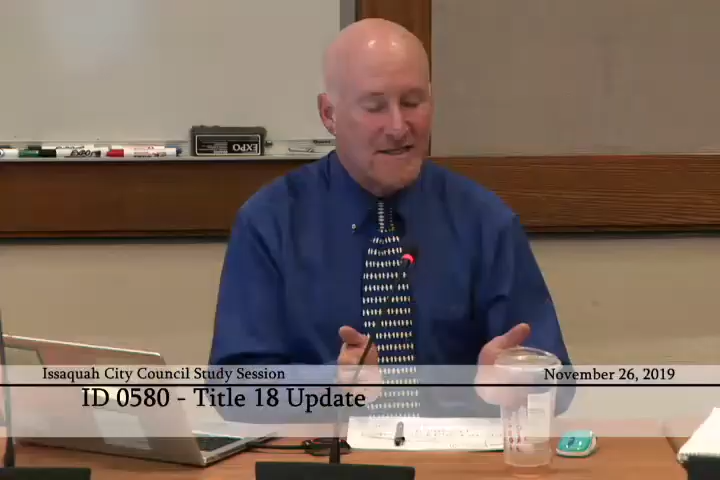 EXPO
Issaquah City Council Study Session
November 26, 2019
ID 0580 - Title 18 Update